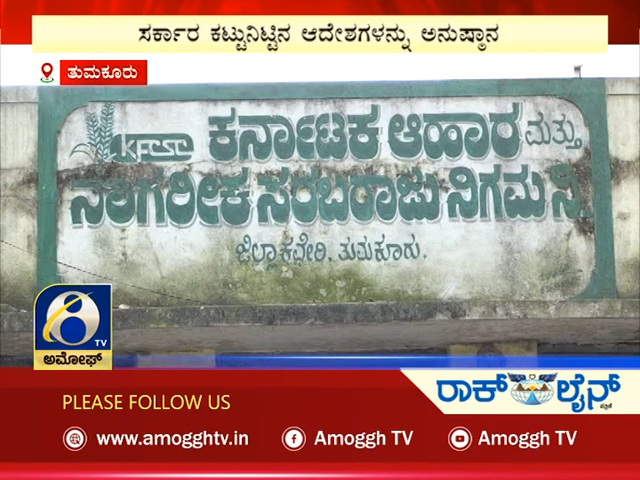 ಸರ್ಕಾರ ಕಟ್ಟುನಿಟ್ಟಿನ ಆದೇಶಗಳನ್ನು ಅನುಷ್ಠಾನ
ತುಮಕೂರು
KFCSC ಕರ್ನಾಟಕ ಆಹಾರ ಮತ್ತು
ನಾಗರೀಕ ಸರಬರಾಜು ನಿಗಮ ನಿ.
ಜಿಲ್ಲಾ ಕಛೇರಿ, ತುಮಕೂರು.
TV
ಅಮೋಘ್
ರಾಕ್ ಲೈನ್
PLEASE FOLLOW US
www.amogghtv.in
Amoggh TV
Amoggh TV